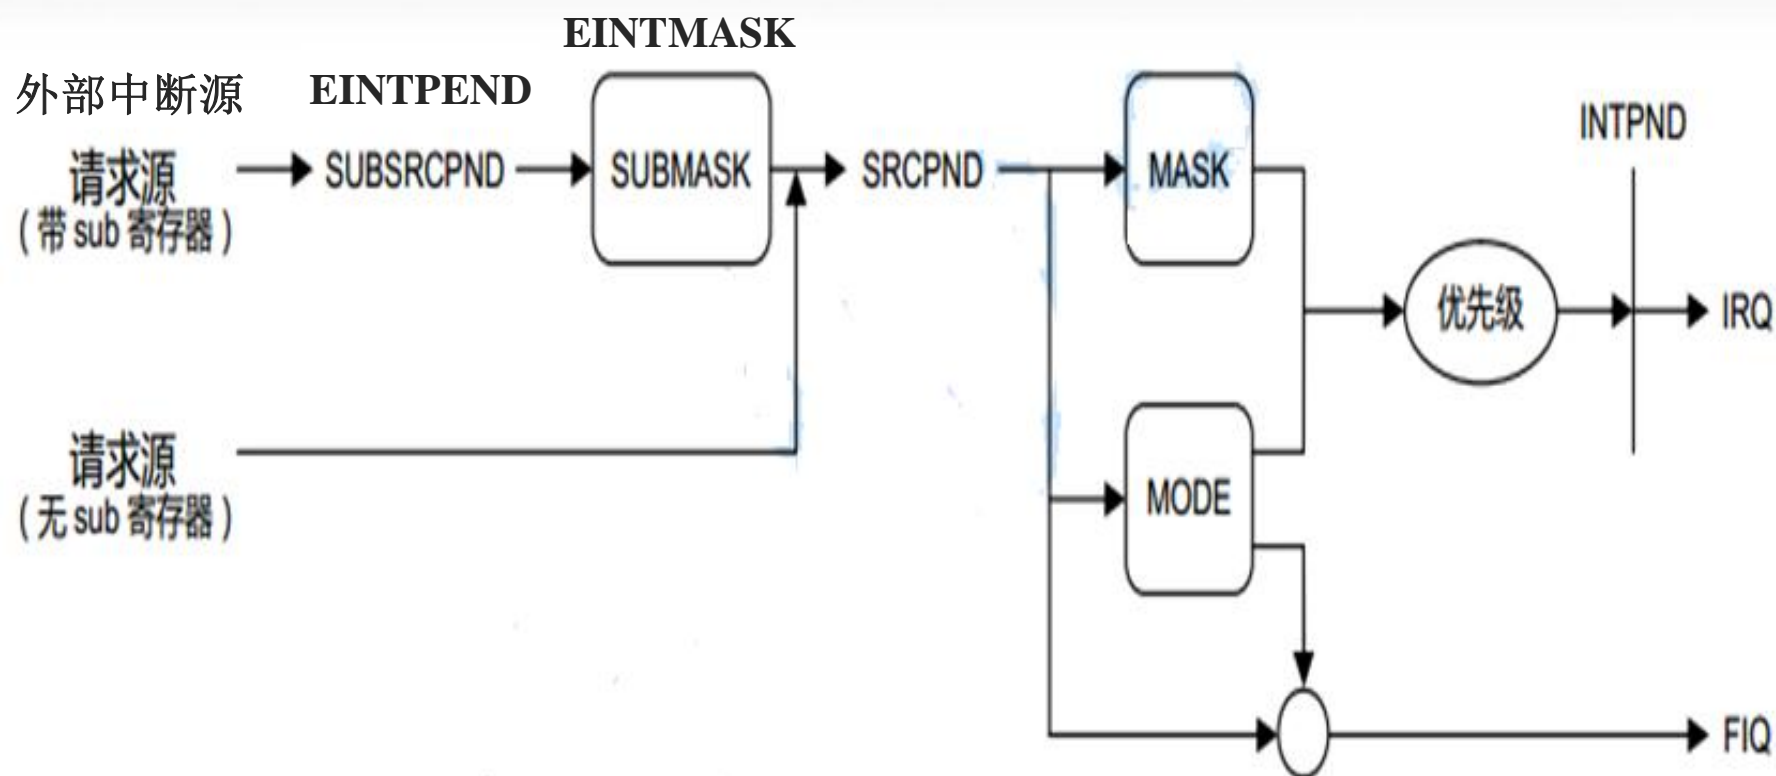 EINTMASK
外部中断源
EINTPEND
请求源
(带 sub 寄存器)
SUBSRCPND
SUBMASK
SRCPND
MASK
INTPND
优先级
IRQ
请求源
(无 sub 寄存器)
MODE
FIQ